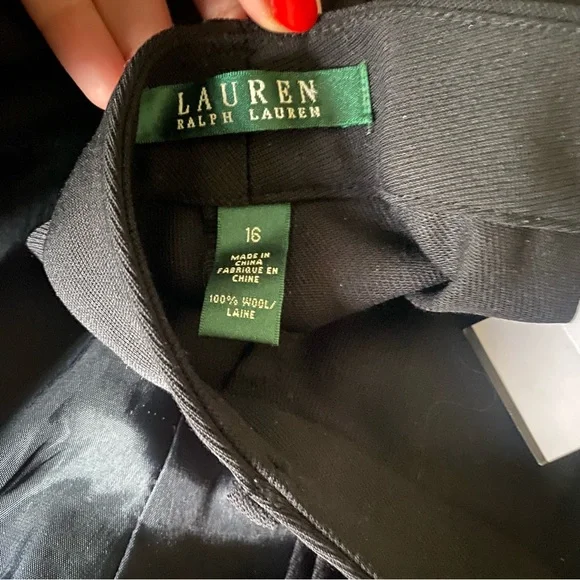 LAUREN
RALPH LAUREN
16
MADE IN
CHINA
FABRIQUE EN
CHINE
100% WOOL/
LAINE